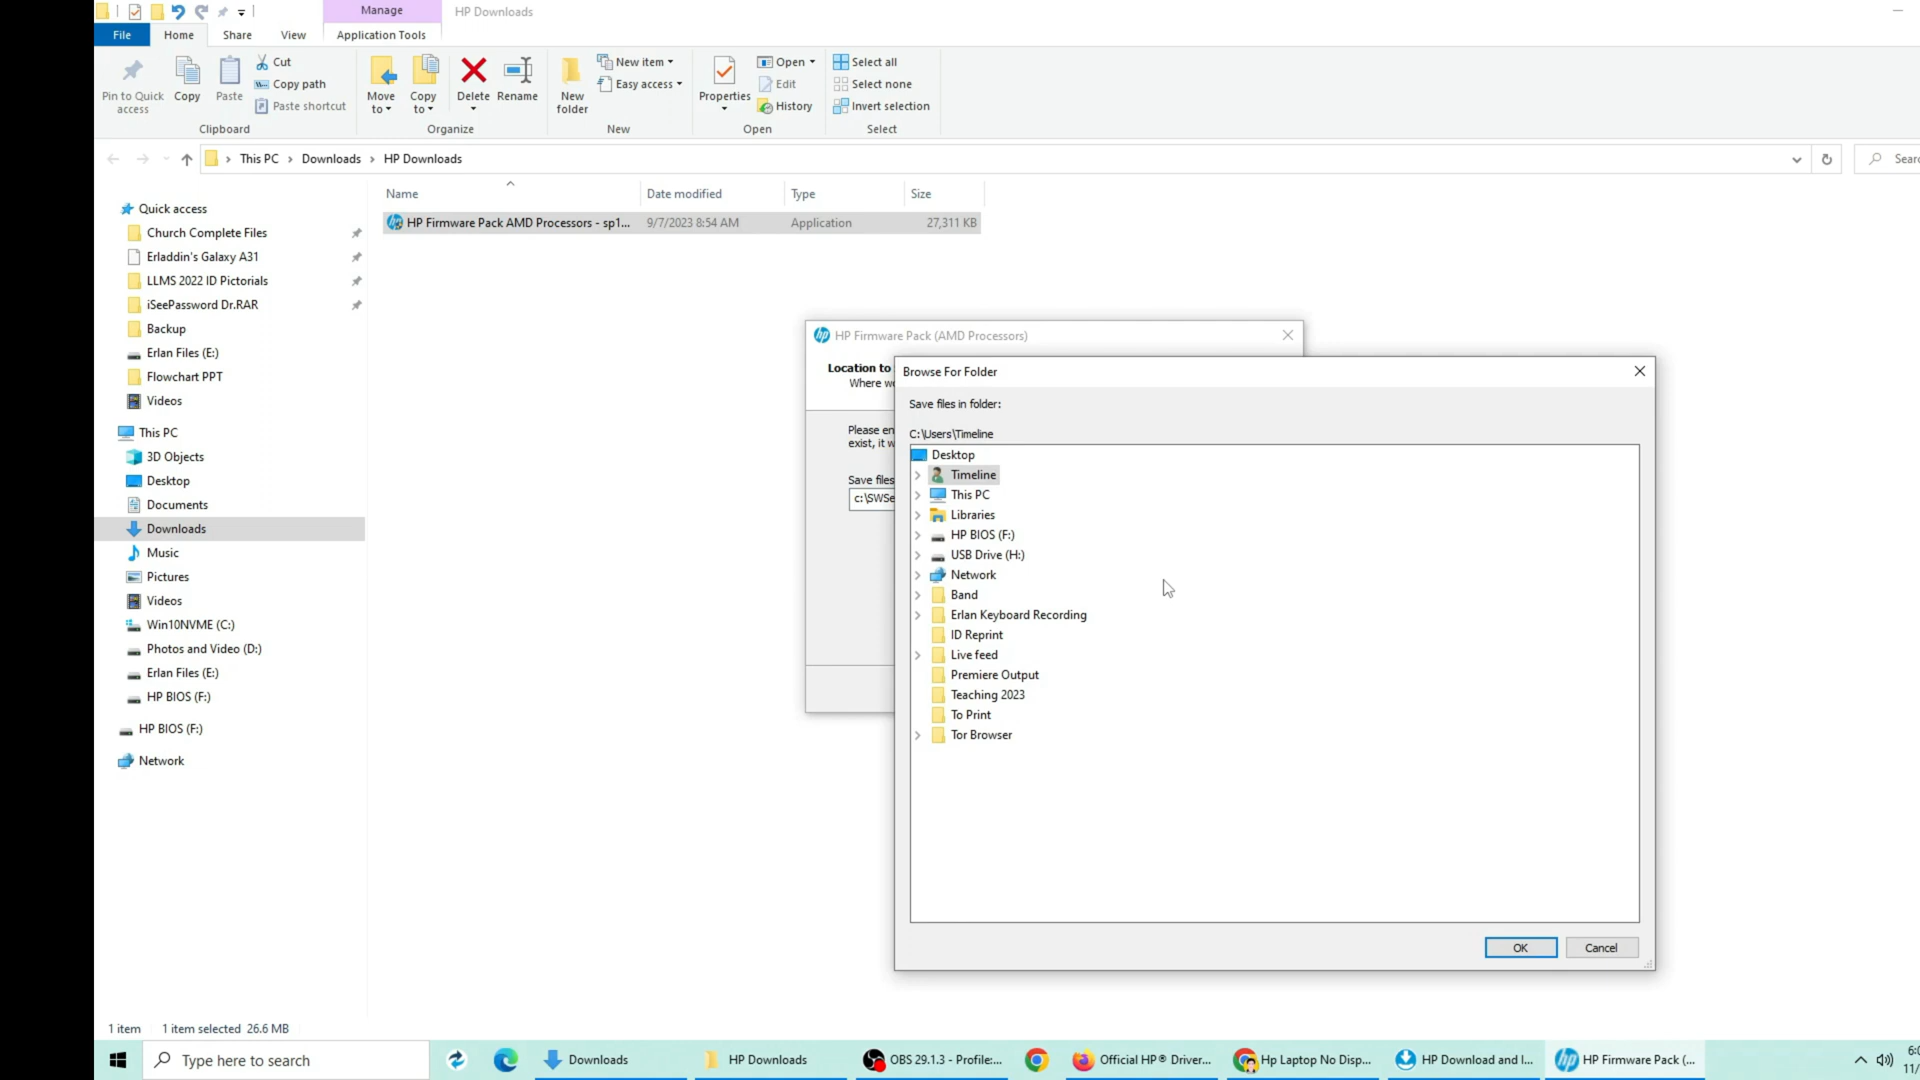 Manage
HP Downloads
File
Home
Share
View
Application Tools
Pin to Quick
access
Copy
Paste
Cut
Copy path
Paste shortcut
Clipboard
Move
to
Copy
to
Delete
Rename
Organize
New
folder
New item
Easy access
New
Properties
Open
Edit
History
Open
Select all
Select none
Invert selection
Select
This PC
Downloads
HP Downloads
Sear
Name
Date modified
Type
Size
HP Firmware Pack AMD Processors - sp1...
9/7/2023 8:54 AM
Application
27,311 KB
Quick access
Church Complete Files
Erladdin's Galaxy A31
LLMS 2022 ID Pictorials
iSeePassword Dr.RAR
Backup
Erlan Files (E:)
Flowchart PPT
Videos
This PC
3D Objects
Desktop
Documents
Downloads
Music
Pictures
Videos
Win10NVME (C:)
Photos and Video (D:)
Erlan Files (E:)
HP BIOS (F:)
HP BIOS (F:)
Network
HP Firmware Pack (AMD Processors)
Location to
Where wo
Please en
exist, it w
Save files
c:\SWSe
Browse For Folder
Save files in folder:
C:\Users\Timeline
Desktop
Timeline
This PC
Libraries
HP BIOS (F:)
USB Drive (H:)
Network
Band
Erlan Keyboard Recording
ID Reprint
Live feed
Premiere Output
Teaching 2023
To Print
Tor Browser
OK
Cancel
1 item
1 item selected 26.6 MB
Type here to search
Downloads
HP Downloads
OBS 29.1.3 - Profile:...
Official HP® Driver...
Hp Laptop No Disp...
HP Download and I...
HP Firmware Pack (...
6:0
11/